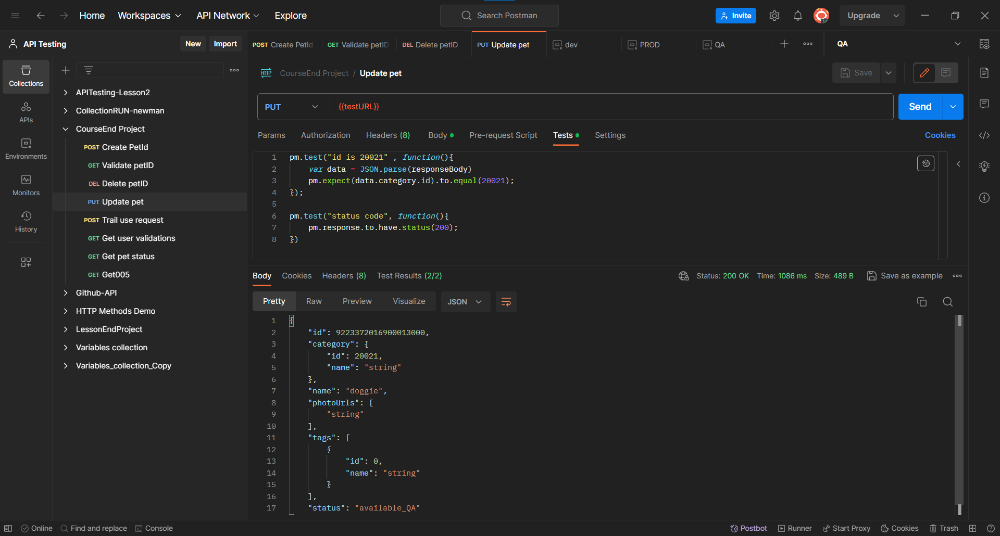 Home Workspaces API Network Explore Search Postman Invite Upgrade
API Testing New Import
POST Create PetId GET Validate petID DEL Delete petID PUT Update pet dev PROD QA QA
Collections
APIs
Environments
Monitors
History
APITesting-Lesson2
CollectionRUN-newman
CourseEnd Project
POST Create PetId
GET Validate petID
DEL Delete petID
PUT Update pet
POST Trail use request
GET Get user validations
GET Get pet status
GET Get005
Github-API
HTTP Methods Demo
LessonEndProject
Variables collection
Variables_collection_Copy
HTTP CourseEnd Project / Update pet Save
PUT {{testURL}} Send
Params Authorization Headers (8) Body Pre-request Script Tests Settings Cookies
1 pm.test("id is 20021" , function(){
2 var data = JSON.parse(responseBody)
3 pm.expect(data.category.id).to.equal(20021);
4 });
5
6 pm.test("status code", function(){
7 pm.response.to.have.status(200);
8 })
Body Cookies Headers (8) Test Results (2/2) Status: 200 OK Time: 1086 ms Size: 489 B Save as example
Pretty Raw Preview Visualize JSON
1 {
2 "id": 9223372016900013000,
3 "category": {
4 "id": 20021,
5 "name": "string"
6 },
7 "name": "doggie",
8 "photoUrls": [
9 "string"
10 ],
11 "tags": [
12 {
13 "id": 0,
14 "name": "string"
15 }
16 ],
17 "status": "available_QA"
Online Find and replace Console Postbot Runner Start Proxy Cookies Trash